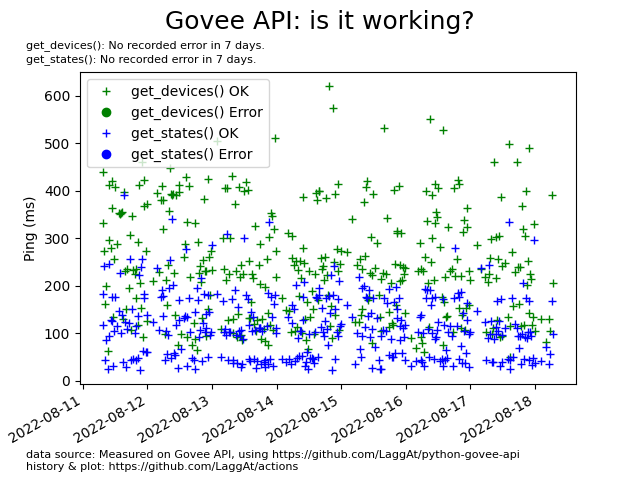 Govee API: is it working?
get_devices(): No recorded error in 7 days.
get_states(): No recorded error in 7 days.
get_devices() OK
get_devices() Error
get_states() OK
get_states() Error
Ping (ms)
600
500
400
300
200
100
0
2022-08-11
2022-08-12
2022-08-13
2022-08-14
2022-08-15
2022-08-16
2022-08-17
2022-08-18
data source: Measured on Govee API, using https://github.com/LaggAt/python-govee-api
history & plot: https://github.com/LaggAt/actions